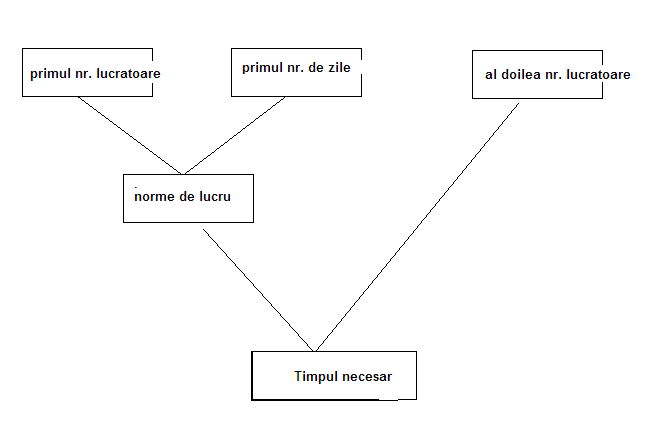 primul nr. lucratoare
primul nr. de zile
al doilea nr. lucratoare
norme de lucru
Timpul necesar